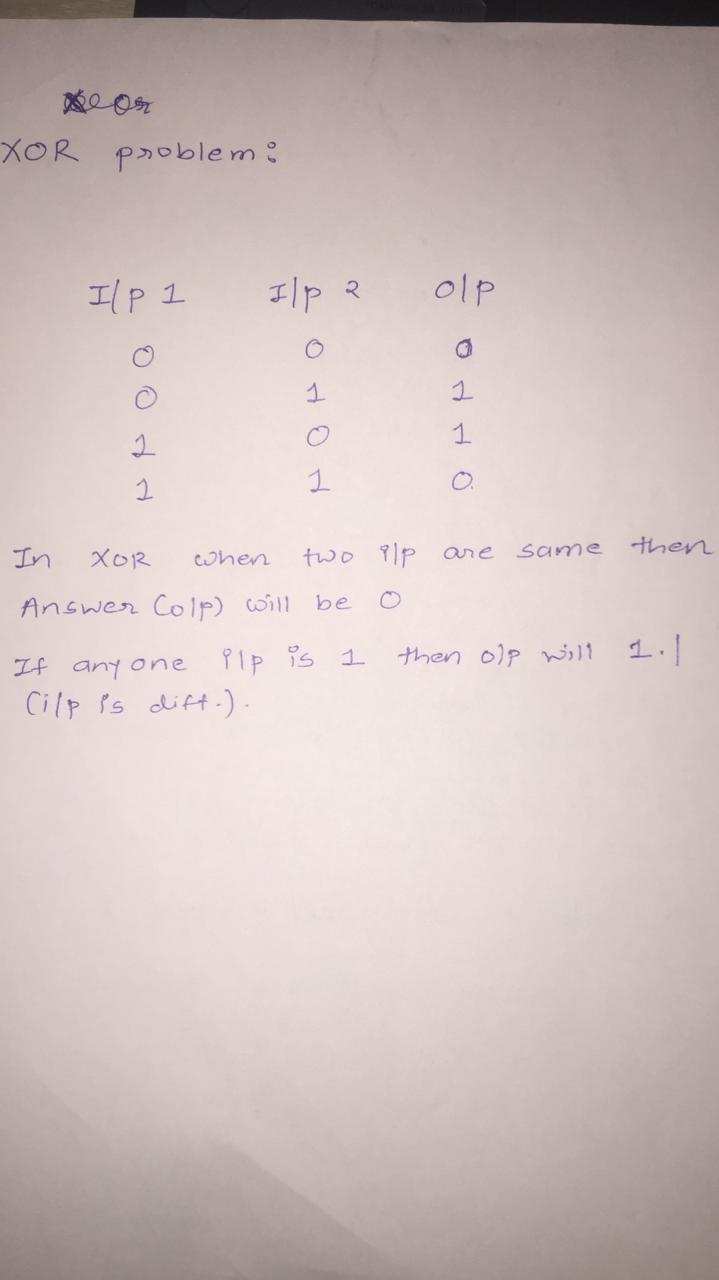 XOR problem:
I/p 1 I/p 2 o/p
0 0 0
0 1 1
1 0 1
1 1 0.
In XOR when two i/p are same then
Answer (o/p) will be 0
If any one i/p is 1 then o/p will 1.|
(i/p is diff.).